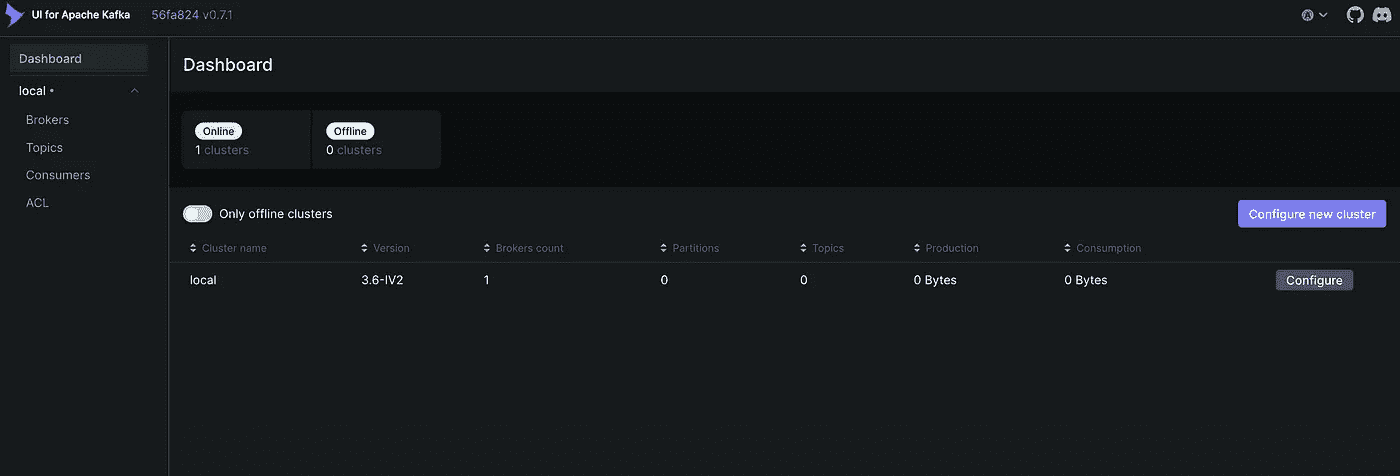 UI for Apache Kafka 56fa824 v0.7.1
Dashboard
local
Brokers
Topics
Consumers
ACL
Dashboard
Online
1 clusters
Offline
0 clusters
Only offline clusters
Configure new cluster
Cluster name Version Brokers count Partitions Topics Production Consumption
local 3.6-IV2 1 0 0 0 Bytes 0 Bytes Configure